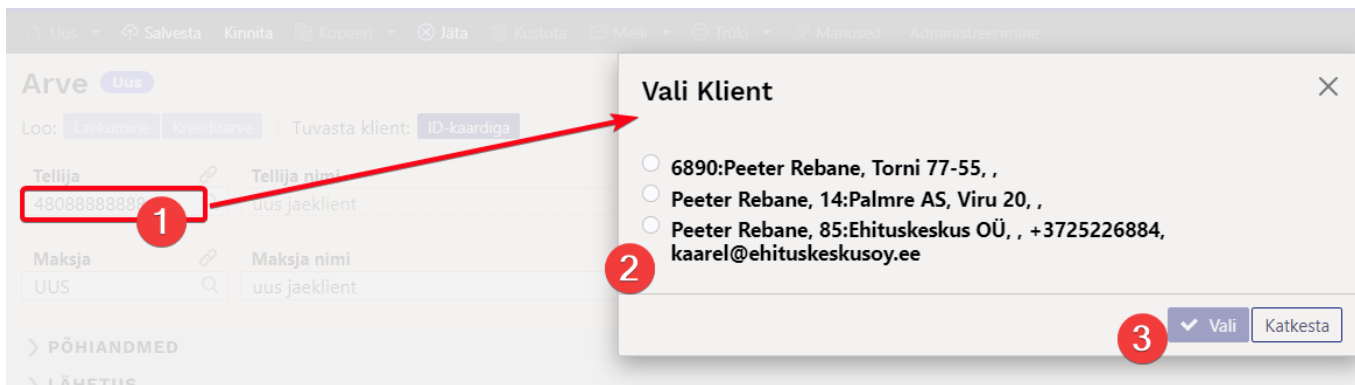 Uus Salvesta Kinnita Kopeeri Jäta Kustuta Meili Trüki Manused Administreerimine
Arve Uus
Loo: Laekumine Kreeditarve Tuvasta klient: ID-kaardiga
Tellija Tellija nimi
48088888888 uus jaeklient
1
Maksja Maksja nimi
UUS uus jaeklient
PÕHIANDMED
LÄHETUS
Vali Klient
6890:Peeter Rebane, Torni 77-55, ,
Peeter Rebane, 14:Palmre AS, Viru 20, ,
Peeter Rebane, 85:Ehituskeskus OÜ, , +3725226884,
kaarel@ehituskeskusoy.ee
2
3
Vali Katkesta